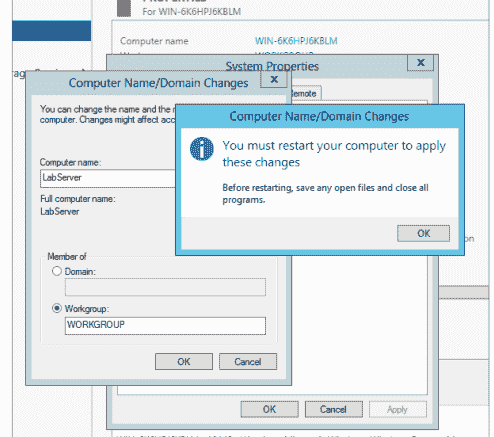 PROPERTIES
For WIN-6K6HPJ6KBLM
Computer name WIN-6K6HPJ6KBLM
System Properties
Computer Name/Domain Changes
Remote
You can change the name and the
computer. Changes might affect
Computer name:
LabServer
Full computer name:
LabServer
Member of
Domain:
Workgroup:
WORKGROUP
OK Cancel
Computer Name/Domain Changes
You must restart your computer to apply
these changes
Before restarting, save any open files and close all
programs.
OK
OK Cancel Apply